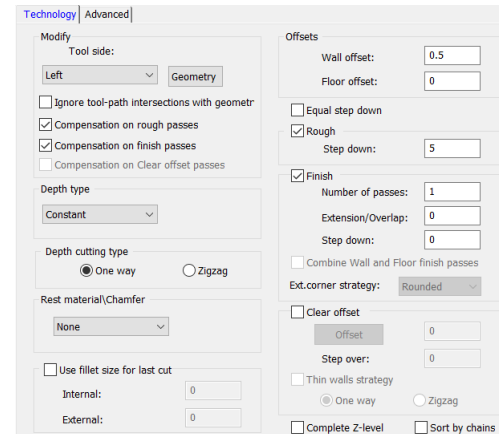 Technology
Advanced
Modify
Tool side:
Left
Geometry
Ignore tool-path intersections with geometr
Compensation on rough passes
Compensation on finish passes
Compensation on Clear offset passes
Depth type
Constant
Depth cutting type
One way
Zigzag
Rest material\Chamfer
None
Use fillet size for last cut
Internal:
0
External:
0
Offsets
Wall offset:
0.5
Floor offset:
0
Equal step down
Rough
Step down:
5
Finish
Number of passes:
1
Extension/Overlap:
0
Step down:
0
Combine Wall and Floor finish passes
Ext.corner strategy:
Rounded
Clear offset
Offset
0
Step over:
0
Thin walls strategy
One way
Zigzag
Complete Z-level
Sort by chains